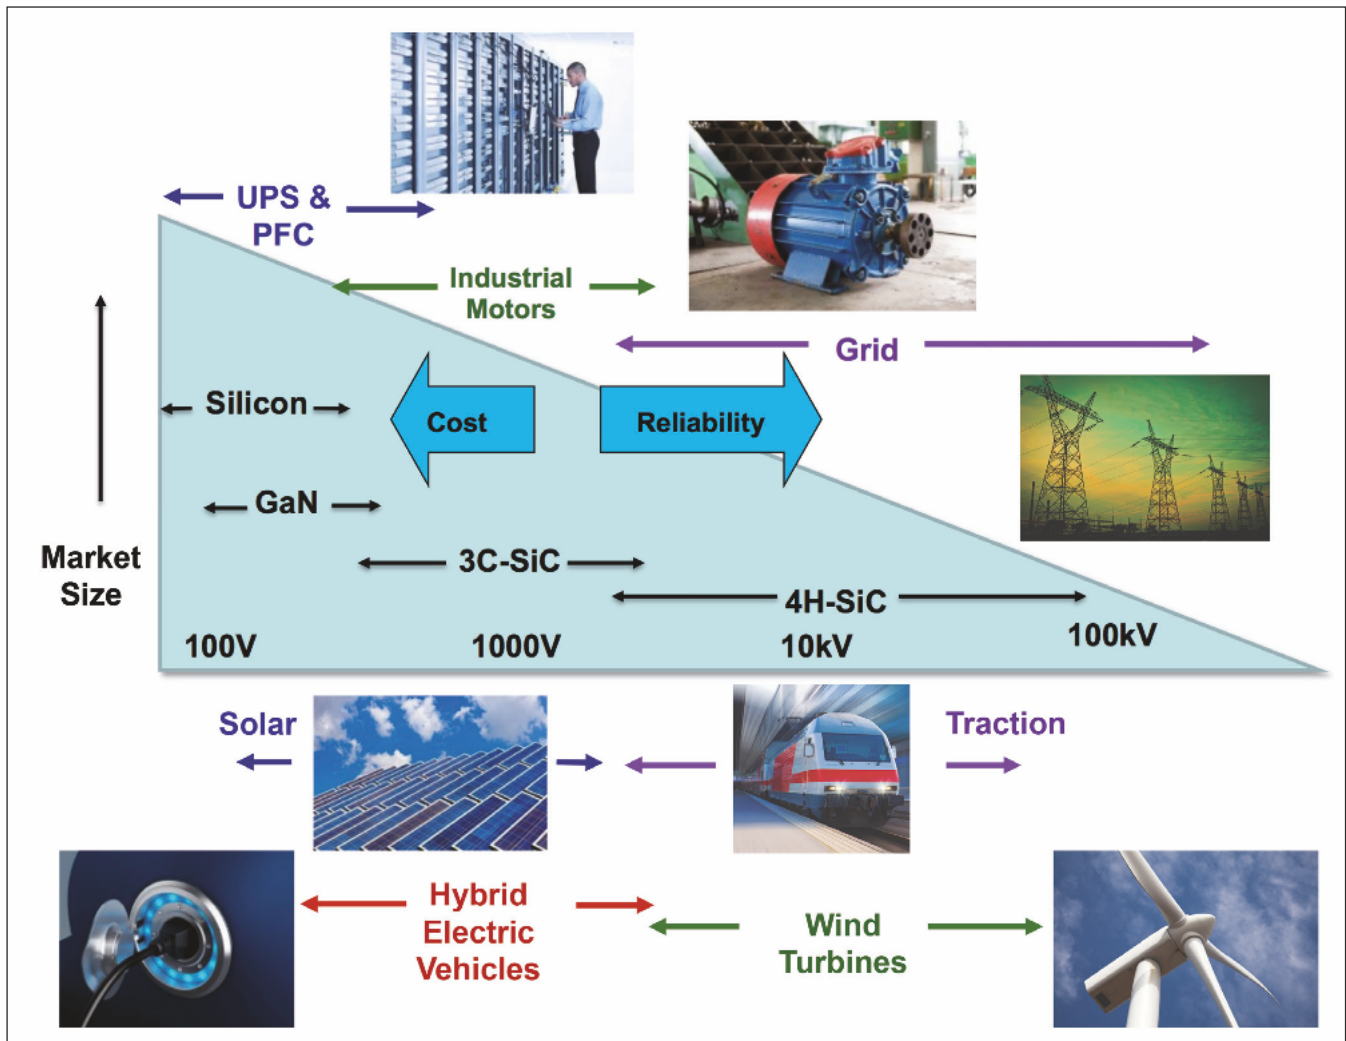 UPS &
PFC
Industrial
Motors
Grid
Silicon
Cost
Reliability
GaN
Market
Size
3C-SiC
4H-SiC
100V
1000V
10kV
100kV
Solar
Traction
Hybrid
Electric
Vehicles
Wind
Turbines